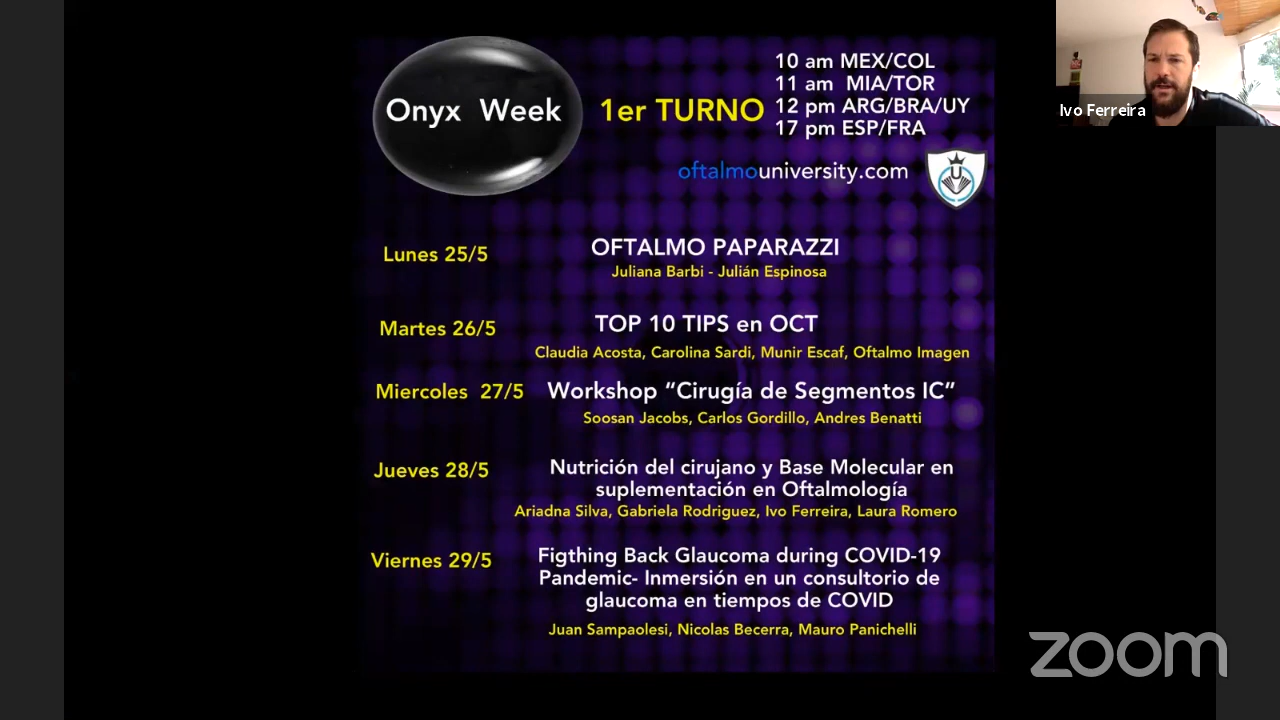 Onyx Week
1er TURNO
10 am MEX/COL
11 am MIA/TOR
12 pm ARG/BRA/UY
17 pm ESP/FRA
Ivo Ferreira
oftalmouniversity.com
U
Lunes 25/5
OFTALMO PAPARAZZI
Juliana Barbi - Julián Espinosa
Martes 26/5
TOP 10 TIPS en OCT
Claudia Acosta, Carolina Sardi, Munir Escaf, Oftalmo Imagen
Miercoles 27/5
Workshop “Cirugía de Segmentos IC”
Soosan Jacobs, Carlos Gordillo, Andres Benatti
Jueves 28/5
Nutrición del cirujano y Base Molecular en
suplementación en Oftalmología
Ariadna Silva, Gabriela Rodriguez, Ivo Ferreira, Laura Romero
Viernes 29/5
Figthing Back Glaucoma during COVID-19
Pandemic- Inmersión en un consultorio de
glaucoma en tiempos de COVID
Juan Sampaolesi, Nicolas Becerra, Mauro Panichelli
zoom